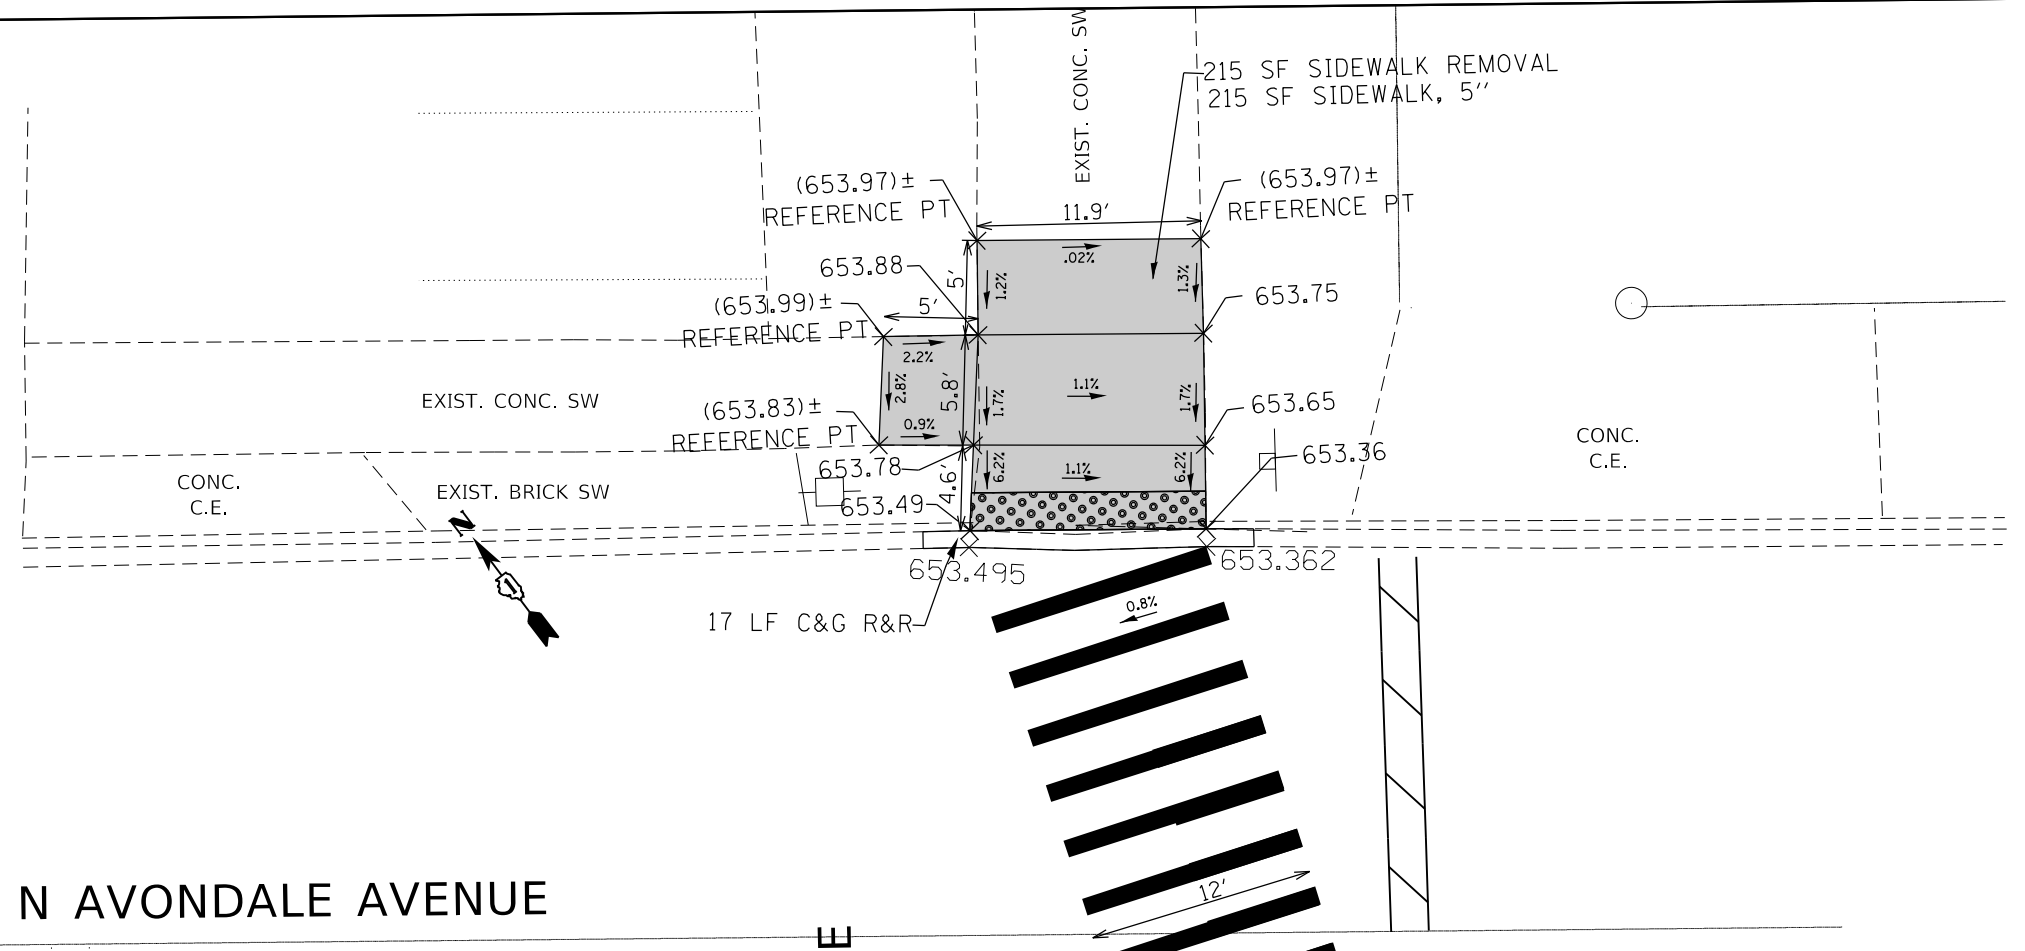 EXIST. CONC. SW
215 SF SIDEWALK REMOVAL
215 SF SIDEWALK, 5''
(653.97)±
REFERENCE PT
(653.97)±
REFERENCE PT
11.9'
.02%
653.88
5'
1.2%
1.3%
653.75
(653.99)±
REFERENCE PT
5'
2.2%
2.8%
5.8'
1.7%
1.1%
1.7%
EXIST. CONC. SW
(653.83)±
REFERENCE PT
0.9%
653.65
653.78
4.6'
6.2%
1.1%
6.2%
653.36
CONC.
C.E.
CONC.
C.E.
EXIST. BRICK SW
653.49
N
1
653.495
653.362
17 LF C&G R&R
0.8%
12'
N AVONDALE AVENUE
E